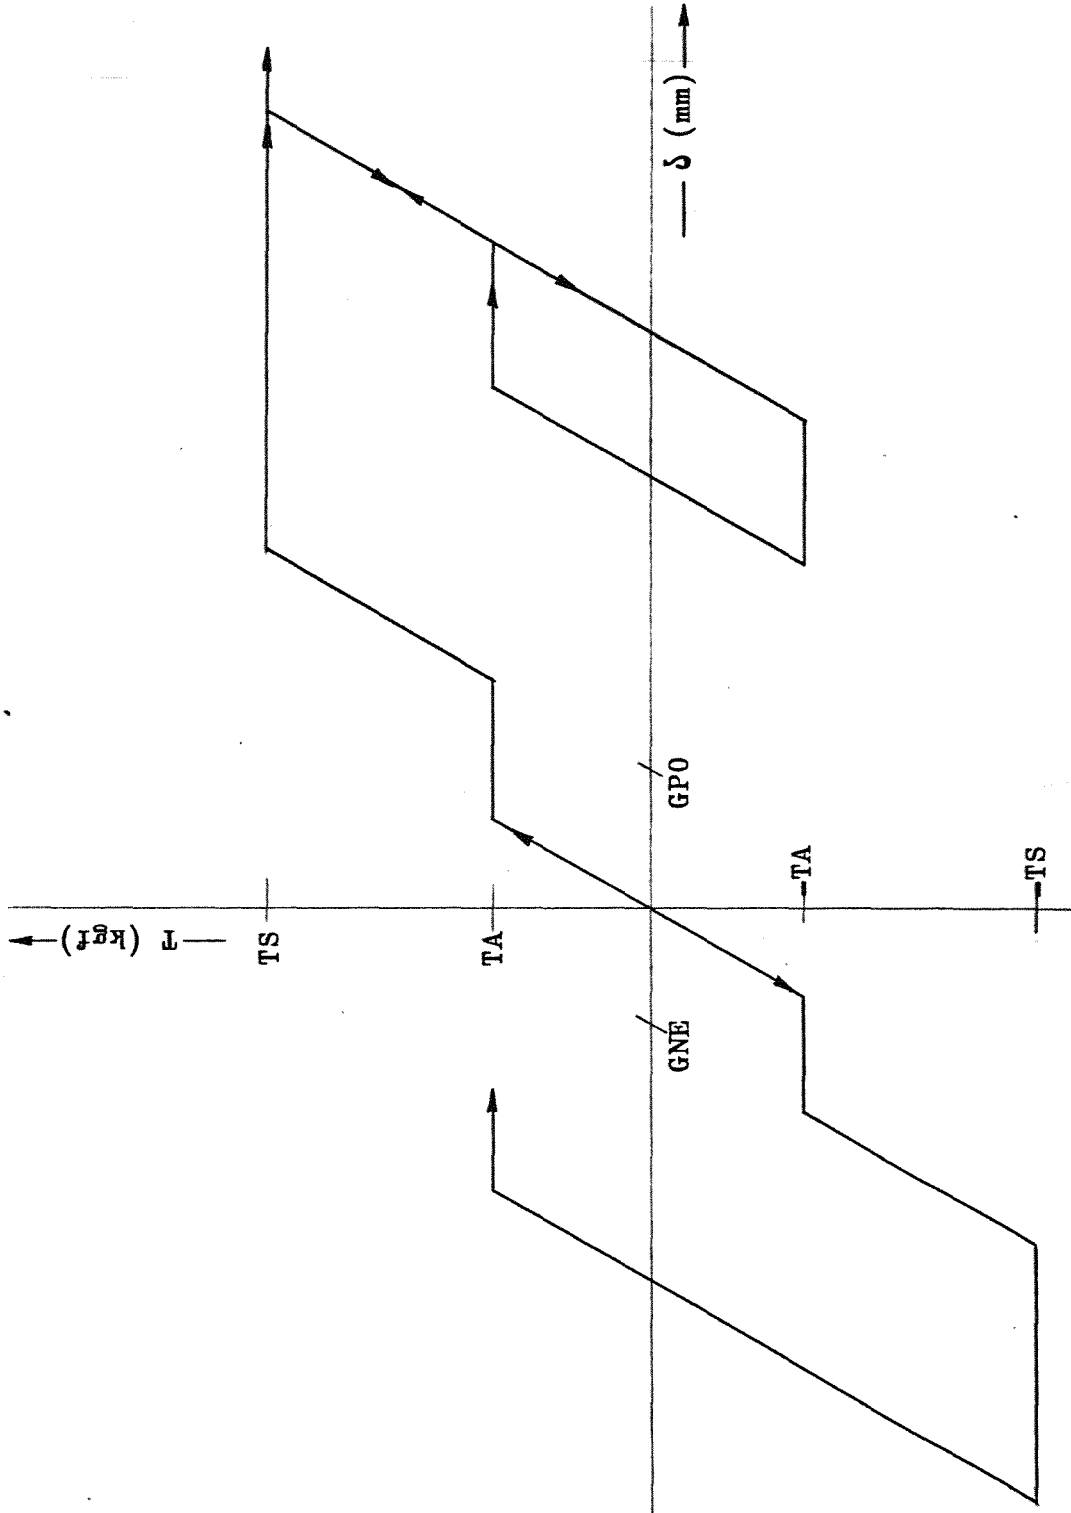 δ (mm)
T (kgf)
TS
TA
GPO
GNE
-TA
-TS